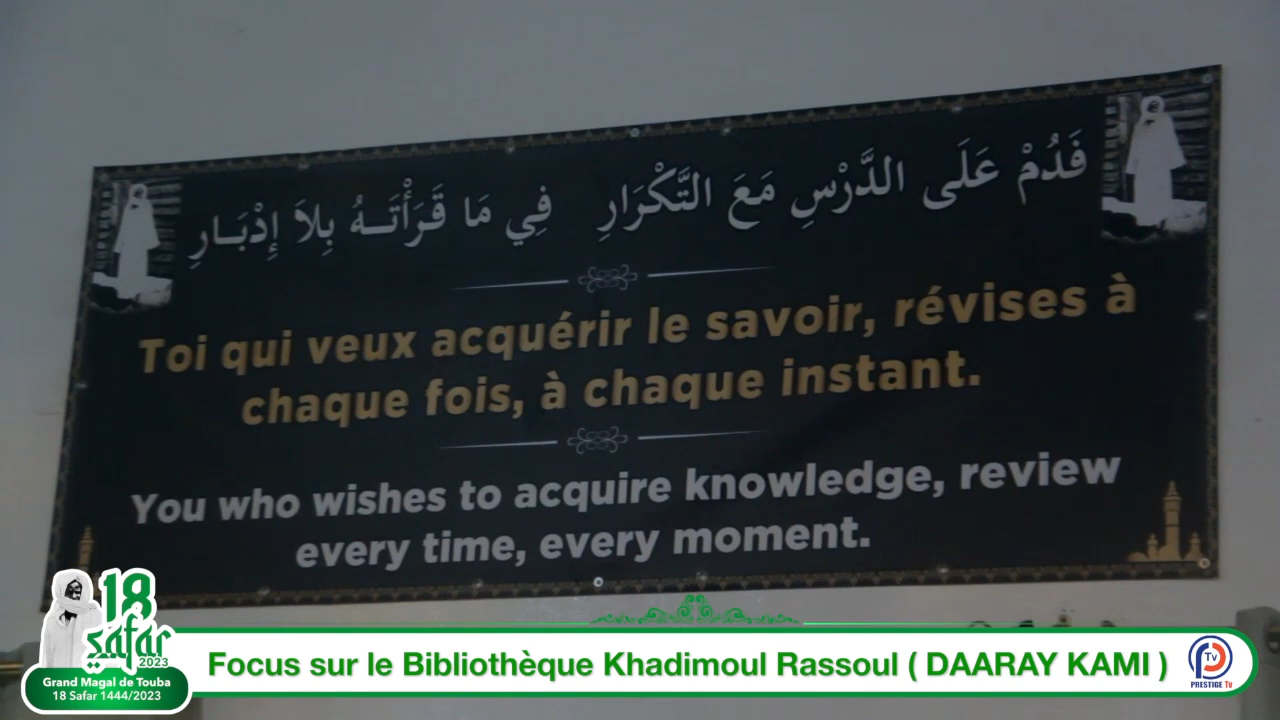 فَدُمْ عَلَى الدَّرْسِ مَعَ التَّكْرَارِ فِي مَا قَرَأْتَـهُ بِلاَ إِدْبَـارِ
Toi qui veux acquérir le savoir, révises à
chaque fois, à chaque instant.
You who wishes to acquire knowledge, review
every time, every moment.
18
safar
2023
Grand Magal de Touba
18 Safar 1444/2023
Focus sur le Bibliothèque Khadimoul Rassoul ( DAARAY KAMI )
TV
PRESTIGE Tv